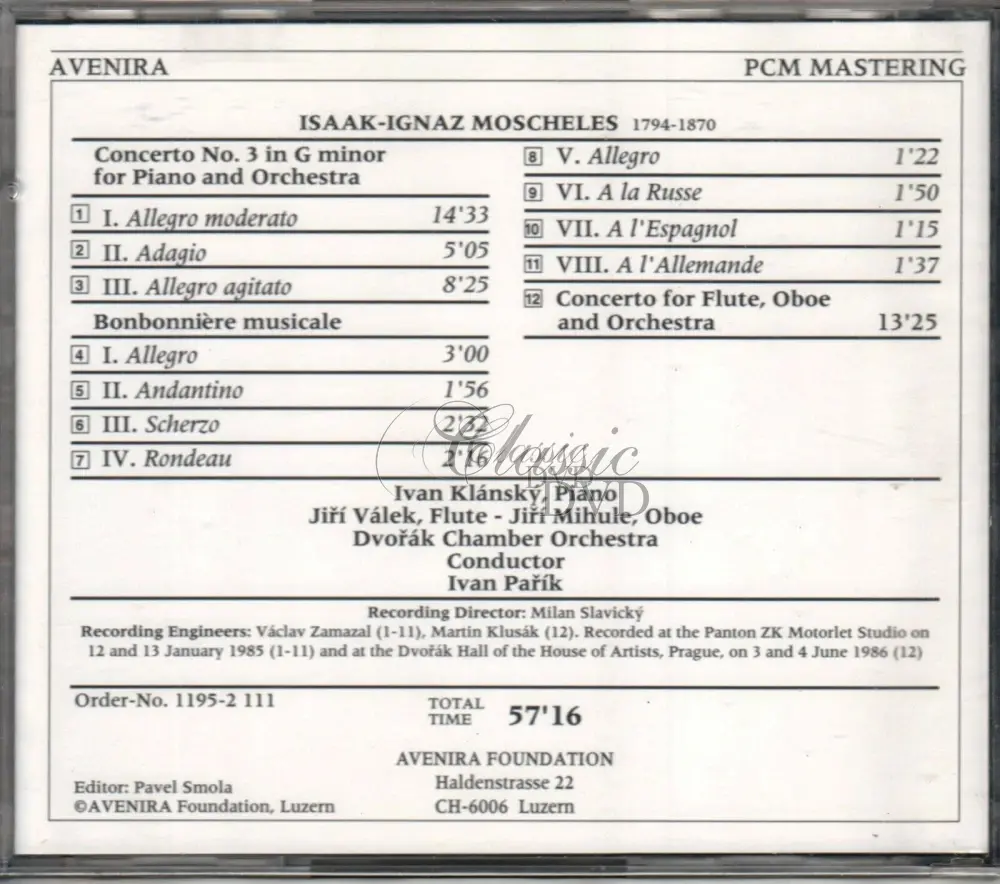 AVENIRA
PCM MASTERING
ISAAK-IGNAZ MOSCHELES 1794-1870
Concerto No. 3 in G minor
for Piano and Orchestra
1 I. Allegro moderato 14'33
2 II. Adagio 5'05
3 III. Allegro agitato 8'25
Bonbonnière musicale
4 I. Allegro 3'00
5 II. Andantino 1'56
6 III. Scherzo 2'32
7 IV. Rondeau 2'16
8 V. Allegro 1'22
9 VI. A la Russe 1'50
10 VII. A l'Espagnol 1'15
11 VIII. A l'Allemande 1'37
12 Concerto for Flute, Oboe
and Orchestra 13'25
Classic
DVD
Ivan Klánský, Piano
Jiří Válek, Flute - Jiří Mihule, Oboe
Dvořák Chamber Orchestra
Conductor
Ivan Pařík
Recording Director: Milan Slavický
Recording Engineers: Václav Zamazal (1-11), Martin Klusák (12). Recorded at the Panton ZK Motorlet Studio on
12 and 13 January 1985 (1-11) and at the Dvořák Hall of the House of Artists, Prague, on 3 and 4 June 1986 (12)
Order-No. 1195-2 111
TOTAL
TIME 57'16
AVENIRA FOUNDATION
Haldenstrasse 22
CH-6006 Luzern
Editor: Pavel Smola
©AVENIRA Foundation, Luzern